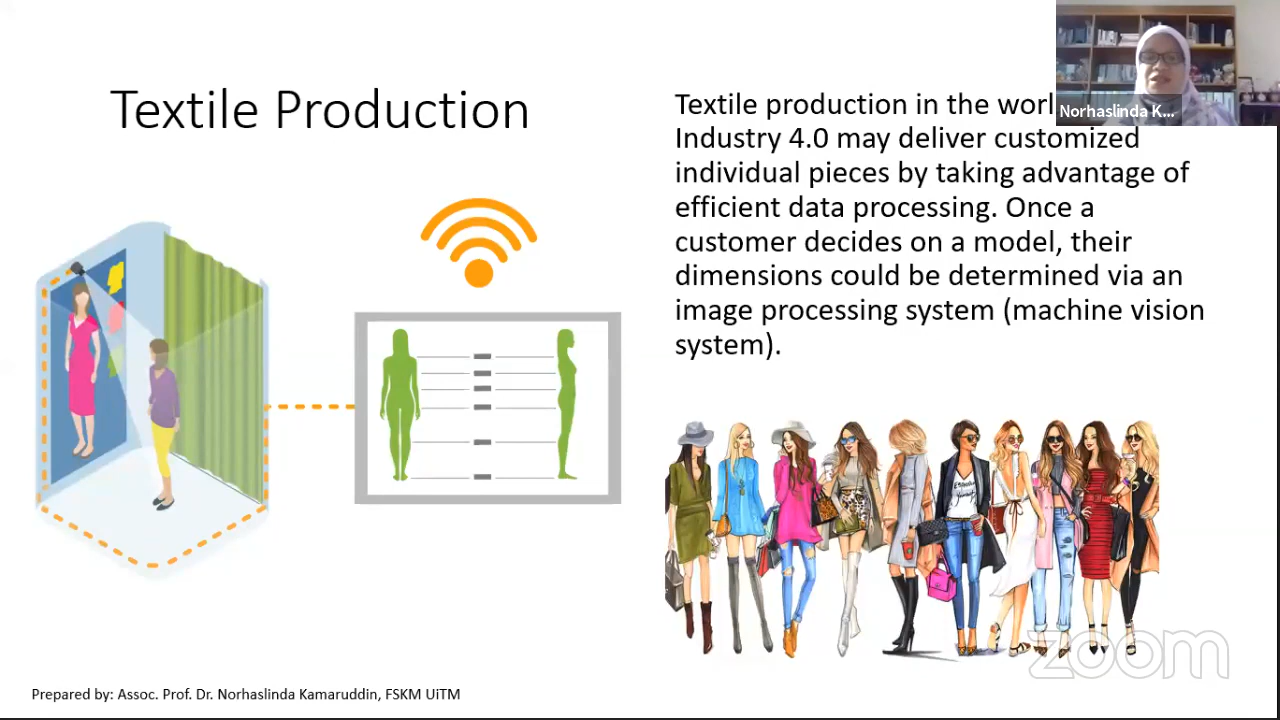 Textile Production
Textile production in the worl
Industry 4.0 may deliver customized
individual pieces by taking advantage of
efficient data processing. Once a
customer decides on a model, their
dimensions could be determined via an
image processing system (machine vision
system).
Norhaslinda K...
zoom
Prepared by: Assoc. Prof. Dr. Norhaslinda Kamaruddin, FSKM UiTM